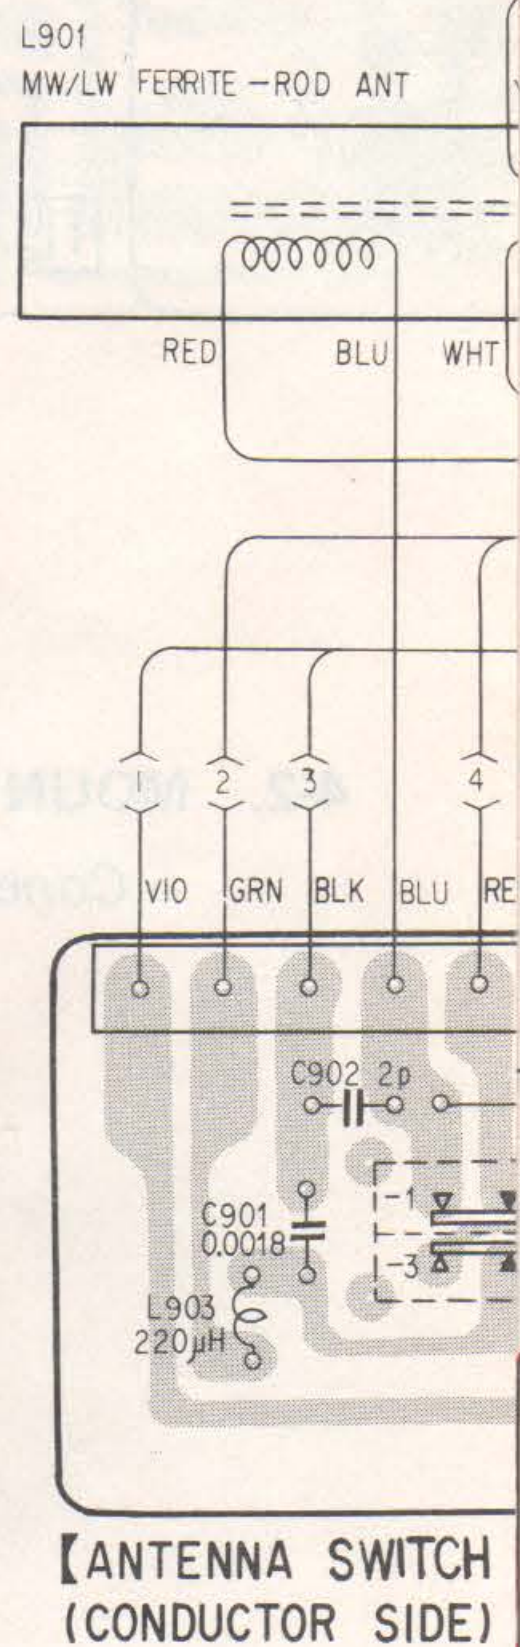 L901
MW/LW FERRITE-ROD ANT
RED BLU WHT
1 2 3 4
VIO GRN BLK BLU RE
C902 2p
C901
0.0018
-1
-3
L903
220μH
【ANTENNA SWITCH
(CONDUCTOR SIDE)